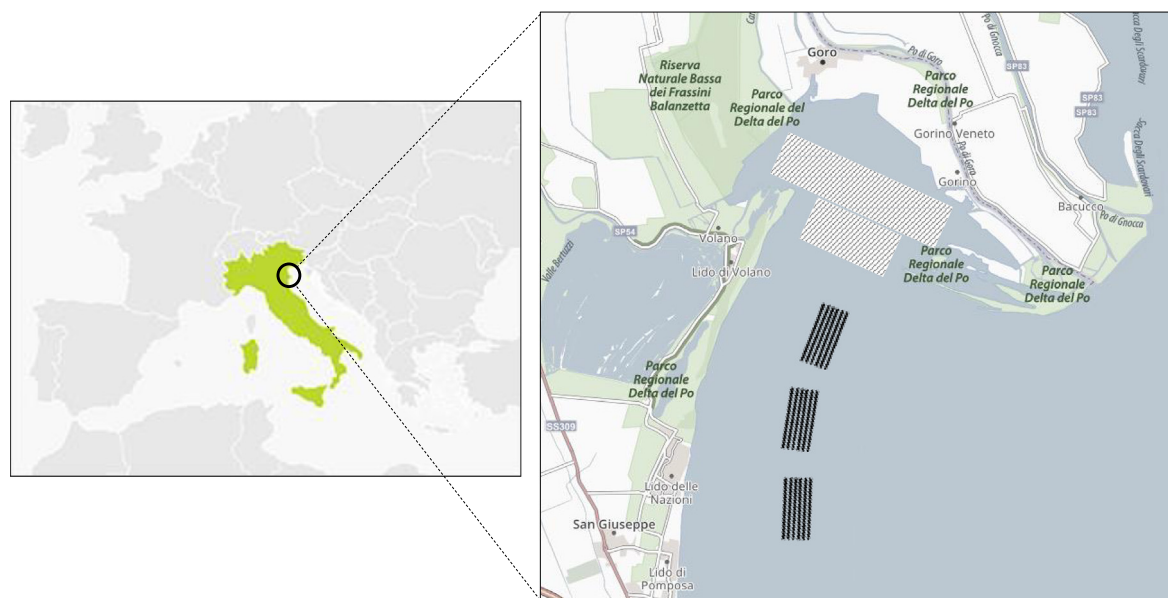 Po di Gnocca
Sacca Degli Scardovari
Goro
Po di Goro
SP83
Riserva
Naturale Bassa
dei Frassini
Balanzetta
Parco
Regionale
Delta del Po
Parco
Regionale del
Delta del Po
SP83
SP83
Gorino Veneto
Sacca Degli Scardovari
Po di Goro
Gorino
Bacucco
Po di Gnocca
SP54
Volano
Valle Bertuzzi
Lido di Volano
Parco
Regionale
Delta del Po
Parco
Regionale
Delta del Po
Parco
Regionale
Delta del Po
SS309
Lido delle
Nazioni
San Giuseppe
Lido di
Pomposa